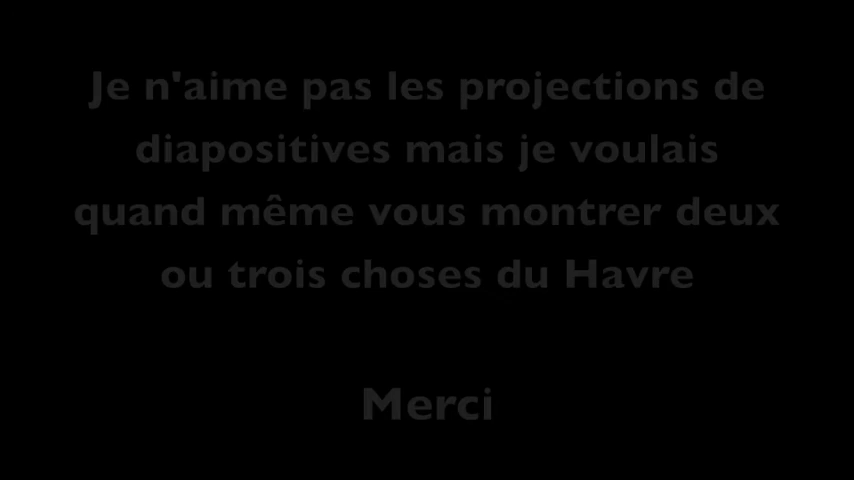 Je n'aime pas les projections de
diapositives mais je voulais
quand même vous montrer deux
ou trois choses du Havre
Merci